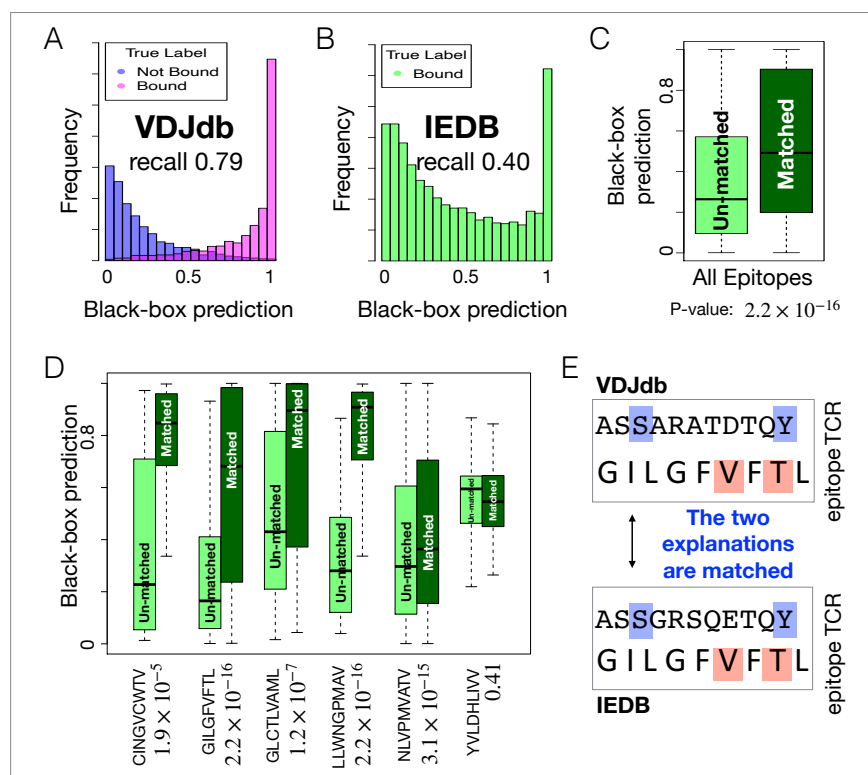 A
True Label
Not Bound
Bound
VDJdb
recall 0.79
Frequency
0
0.5
1
Black-box prediction
B
True Label
Bound
IEDB
recall 0.40
Frequency
0
0.5
1
Black-box prediction
C
Black-box
prediction
0
0.8
Un-matched
Matched
All Epitopes
P-value: 2.2 × 10⁻¹⁶
D
Black-box prediction
0
0.8
Un-matched
Matched
Un-matched
Matched
Un-matched
Matched
Un-matched
Matched
Un-matched
Matched
Un-matched
Matched
CINGVCWTV
1.9 × 10⁻⁵
GILGFVFTL
2.2 × 10⁻¹⁶
GLCTLVAML
1.2 × 10⁻⁷
LLWNGPMAV
2.2 × 10⁻¹⁶
NLVPMVATV
3.1 × 10⁻¹⁵
YVLDHLIVV
0.41
E
VDJdb
ASSARATDTQY
GILGFVFTL
epitope TCR
The two
explanations
are matched
ASSGRSQETQY
GILGFVFTL
epitope TCR
IEDB